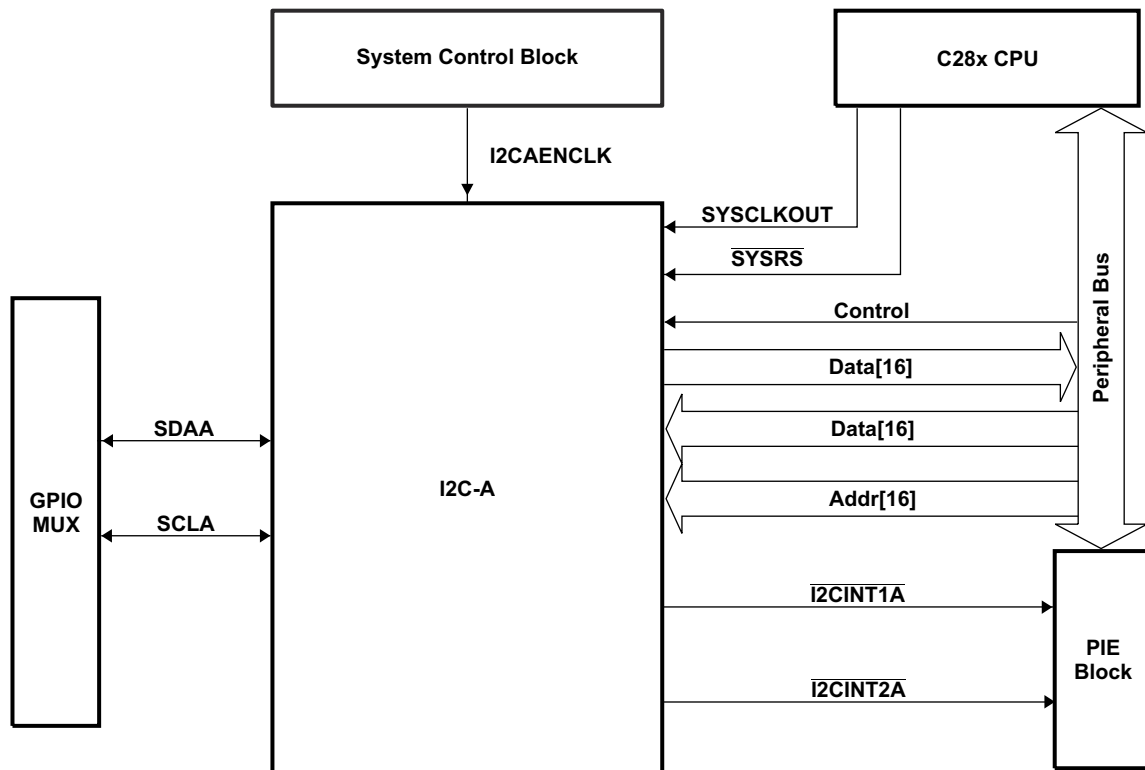 System Control Block
C28x CPU
I2CAENCLK
SYSCLKOUT
SYSRS
Control
Data[16]
Data[16]
Addr[16]
Peripheral Bus
SDAA
SCLA
GPIO
MUX
I2C-A
I2CINT1A
I2CINT2A
PIE
Block